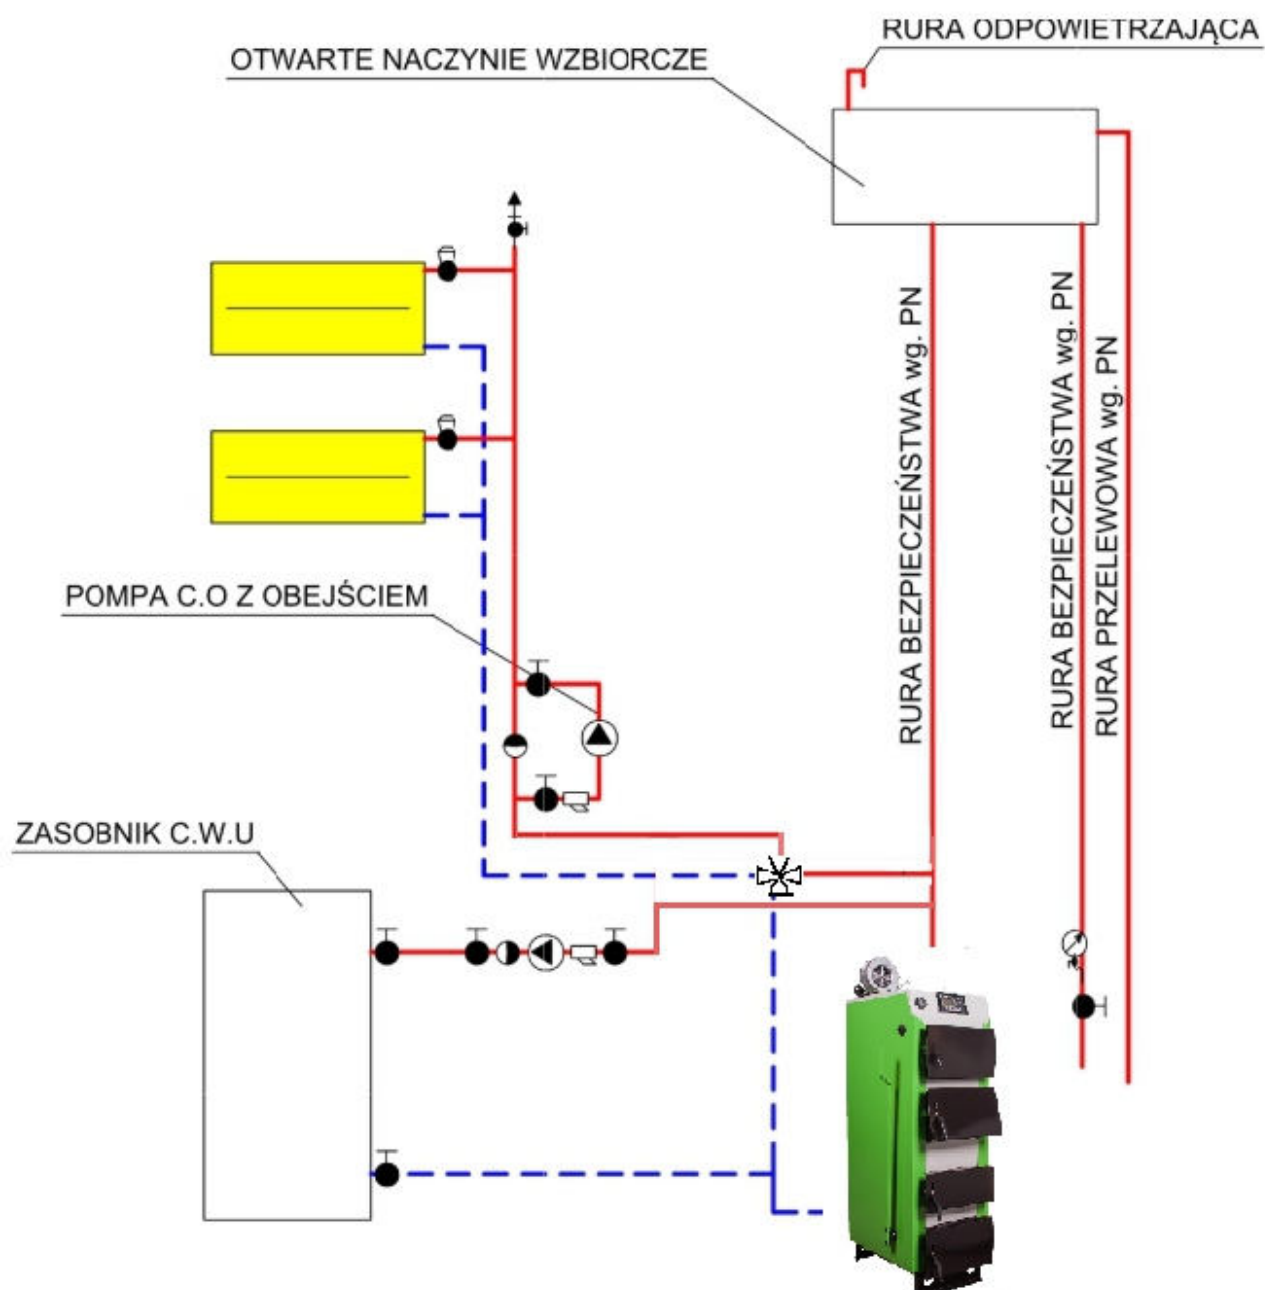 RURA ODPOWIETRZAJĄCA
OTWARTE NACZYNIE WZBIORCZE
RURA BEZPIECZEŃSTWA wg. PN
RURA BEZPIECZEŃSTWA wg. PN
RURA PRZELEWOWA wg. PN
POMPA C.O Z OBEJŚCIEM
ZASOBNIK C.W.U